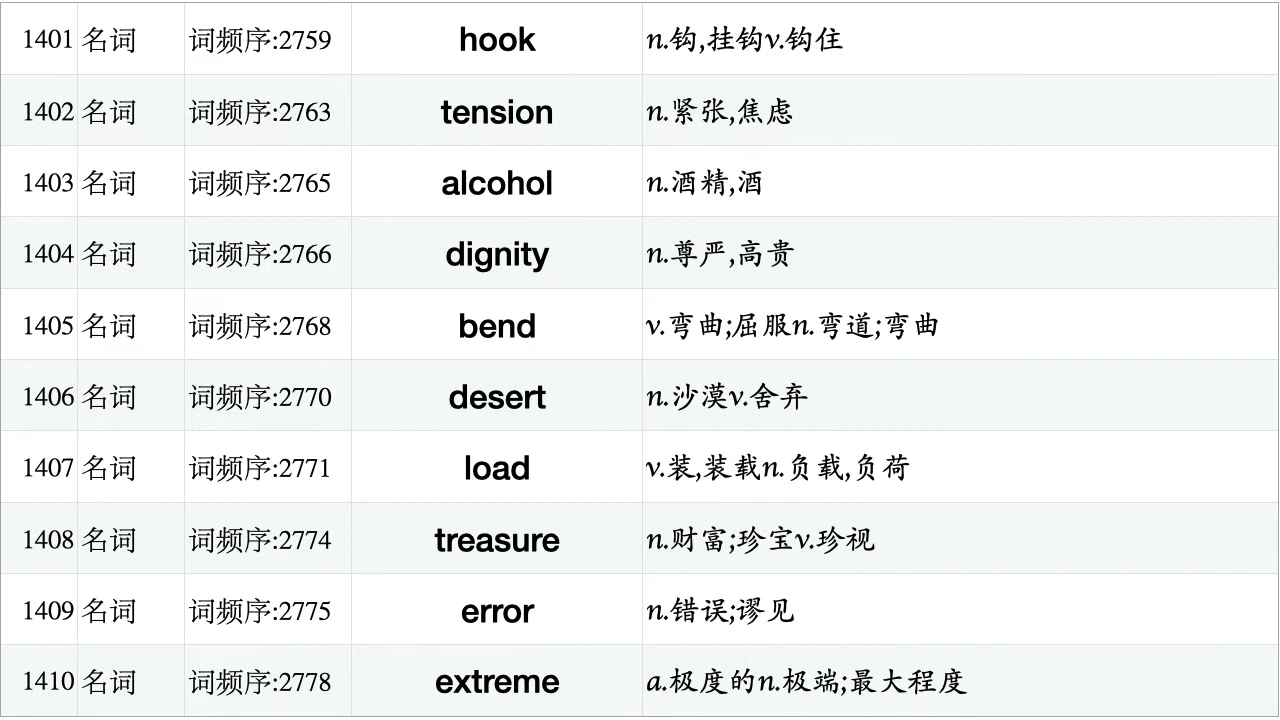 1401 名词 词频序:2759 hook n.钩,挂钩v.钩住
1402 名词 词频序:2763 tension n.紧张,焦虑
1403 名词 词频序:2765 alcohol n.酒精,酒
1404 名词 词频序:2766 dignity n.尊严,高贵
1405 名词 词频序:2768 bend v.弯曲;屈服n.弯道;弯曲
1406 名词 词频序:2770 desert n.沙漠v.舍弃
1407 名词 词频序:2771 load v.装,装载n.负载,负荷
1408 名词 词频序:2774 treasure n.财富;珍宝v.珍视
1409 名词 词频序:2775 error n.错误;谬见
1410 名词 词频序:2778 extreme a.极度的n.极端;最大程度